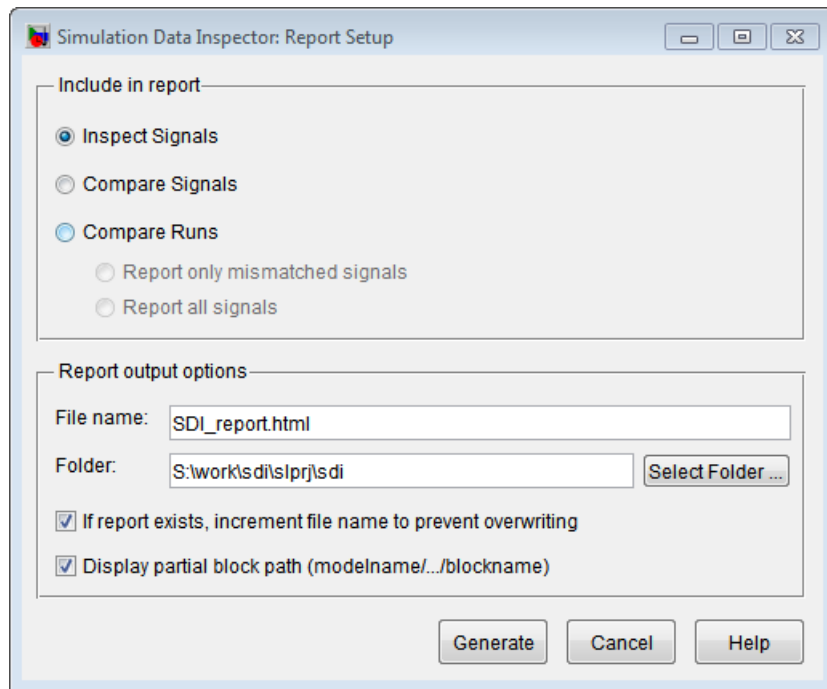 Simulation Data Inspector: Report Setup
Include in report
Inspect Signals
Compare Signals
Compare Runs
Report only mismatched signals
Report all signals
Report output options
File name: SDI_report.html
Folder: S:\work\sdi\slprj\sdi Select Folder ...
If report exists, increment file name to prevent overwriting
Display partial block path (modelname/.../blockname)
Generate Cancel Help